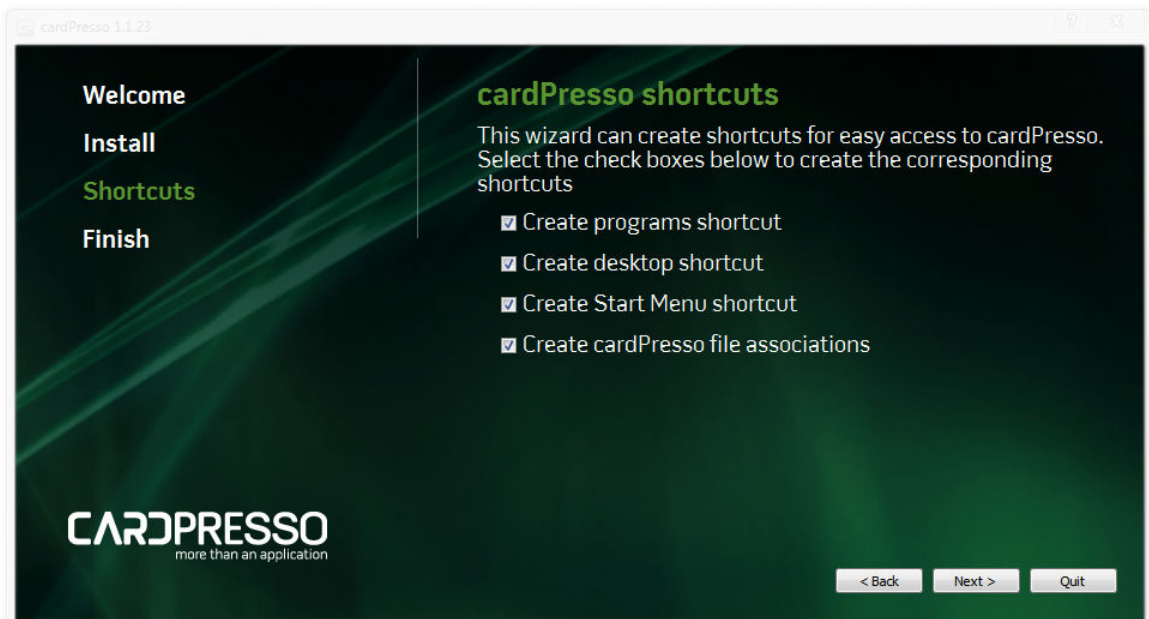 cardPresso 1.1.23
Welcome
Install
Shortcuts
Finish
cardPresso shortcuts
This wizard can create shortcuts for easy access to cardPresso.
Select the check boxes below to create the corresponding
shortcuts
Create programs shortcut
Create desktop shortcut
Create Start Menu shortcut
Create cardPresso file associations
CARDPRESSO
more than an application
< Back
Next >
Quit